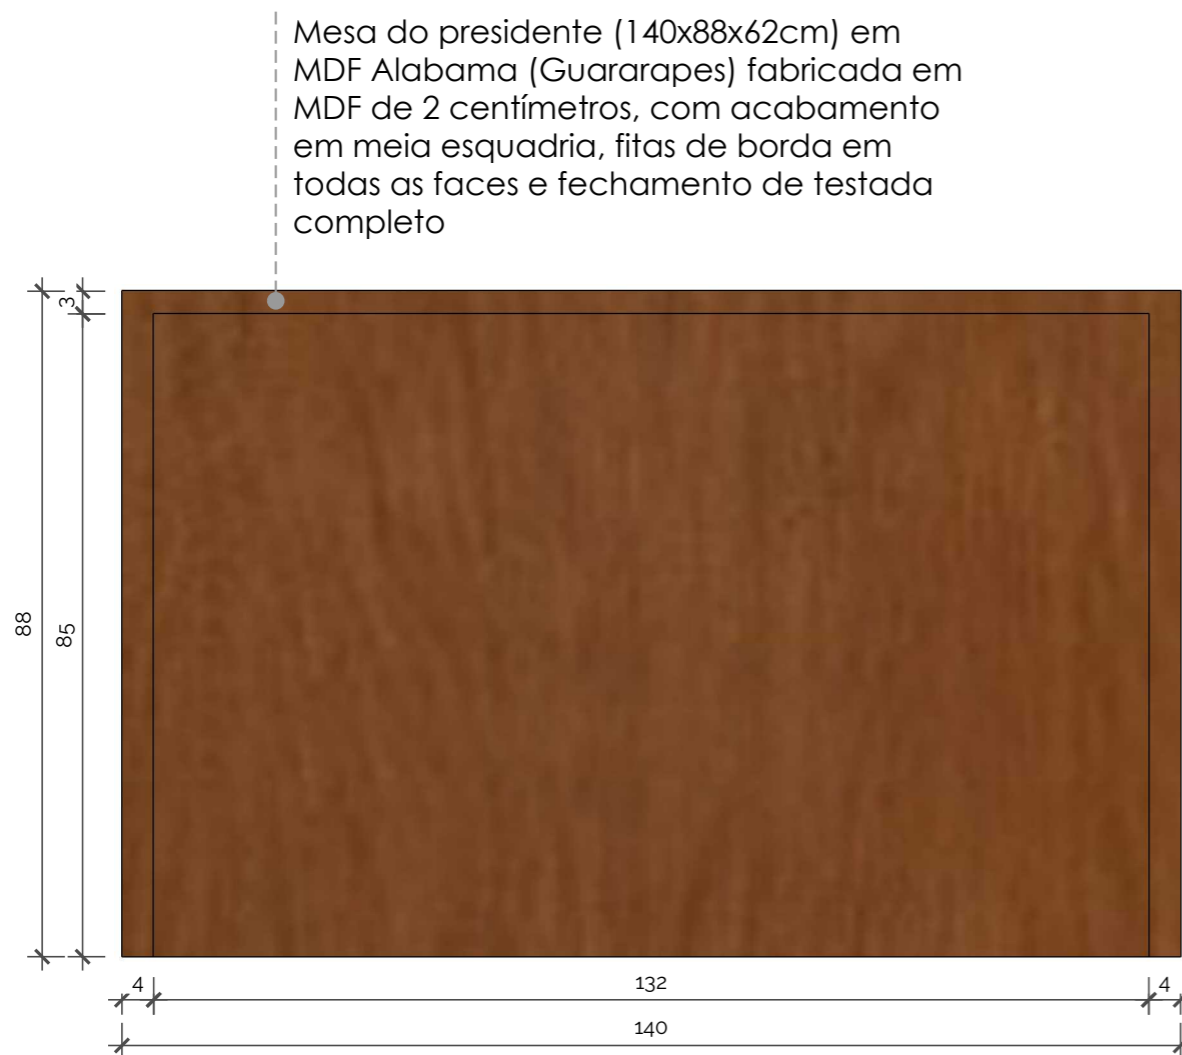 Mesa do presidente (140x88x62cm) em
MDF Alabama (Guararapes) fabricada em
MDF de 2 centímetros, com acabamento
em meia esquadria, fitas de borda em
todas as faces e fechamento de testada
completo
3
88
85
4 132 4
140